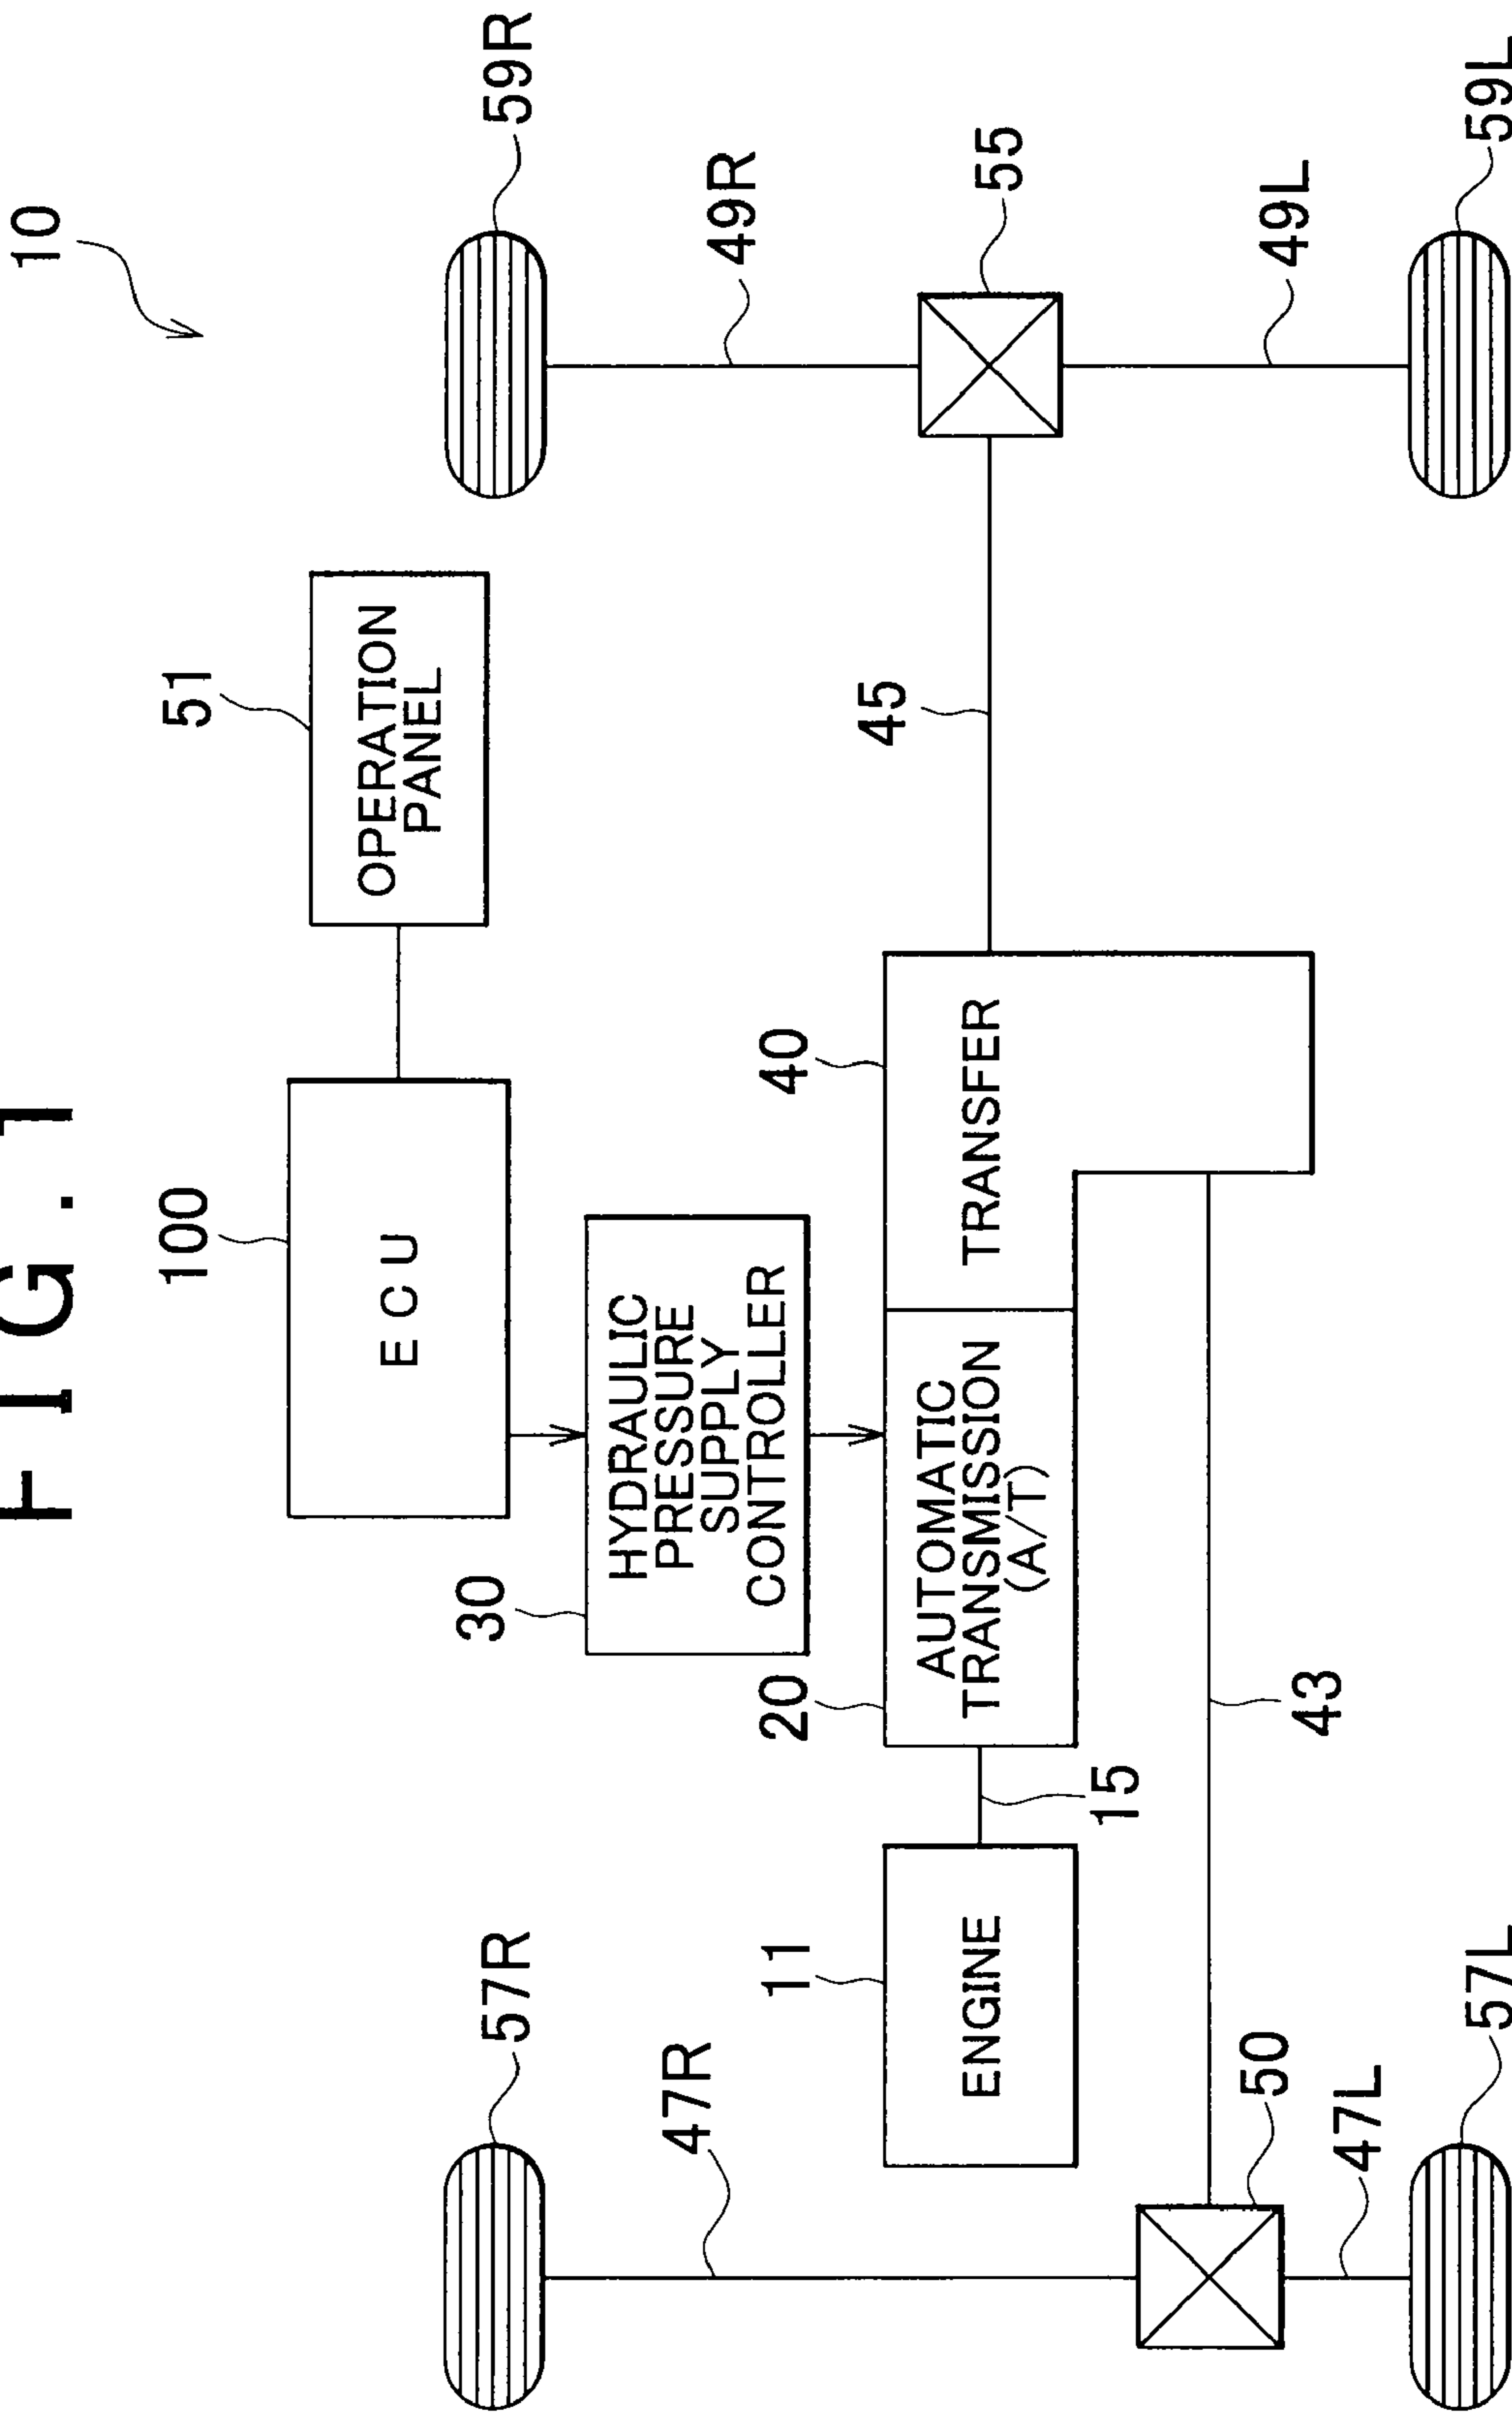 FIG. 1
10
100
51
ECU
OPERATION
PANEL
57R
30
59R
HYDRAULIC
PRESSURE
SUPPLY
CONTROLLER
47R
49R
11
20
40
45
ENGINE
AUTOMATIC
TRANSMISSION
(A/T)
TRANSFER
55
15
50
43
49L
47L
57L
59L